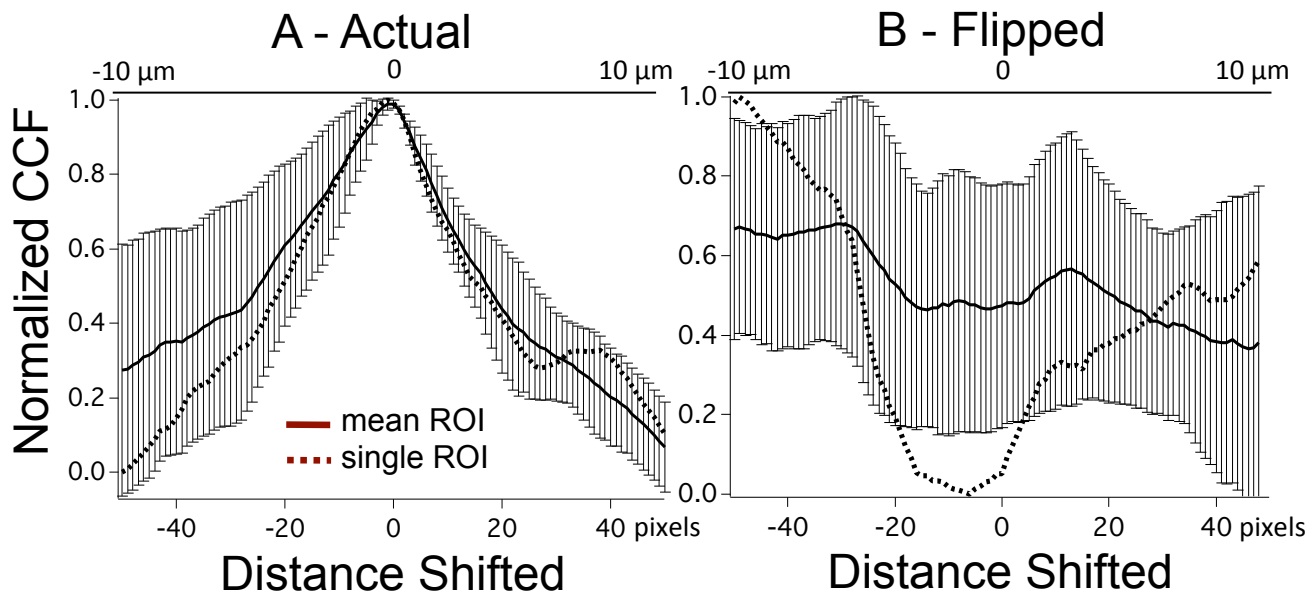 A - Actual
-10 µm 0 10 µm
Normalized CCF
1.0
0.8
0.6
0.4
0.2
0.0
mean ROI
single ROI
-40 -20 0 20 40 pixels
Distance Shifted
B - Flipped
-10 µm 0 10 µm
1.0
0.8
0.6
0.4
0.2
0.0
-40 -20 0 20 40 pixels
Distance Shifted